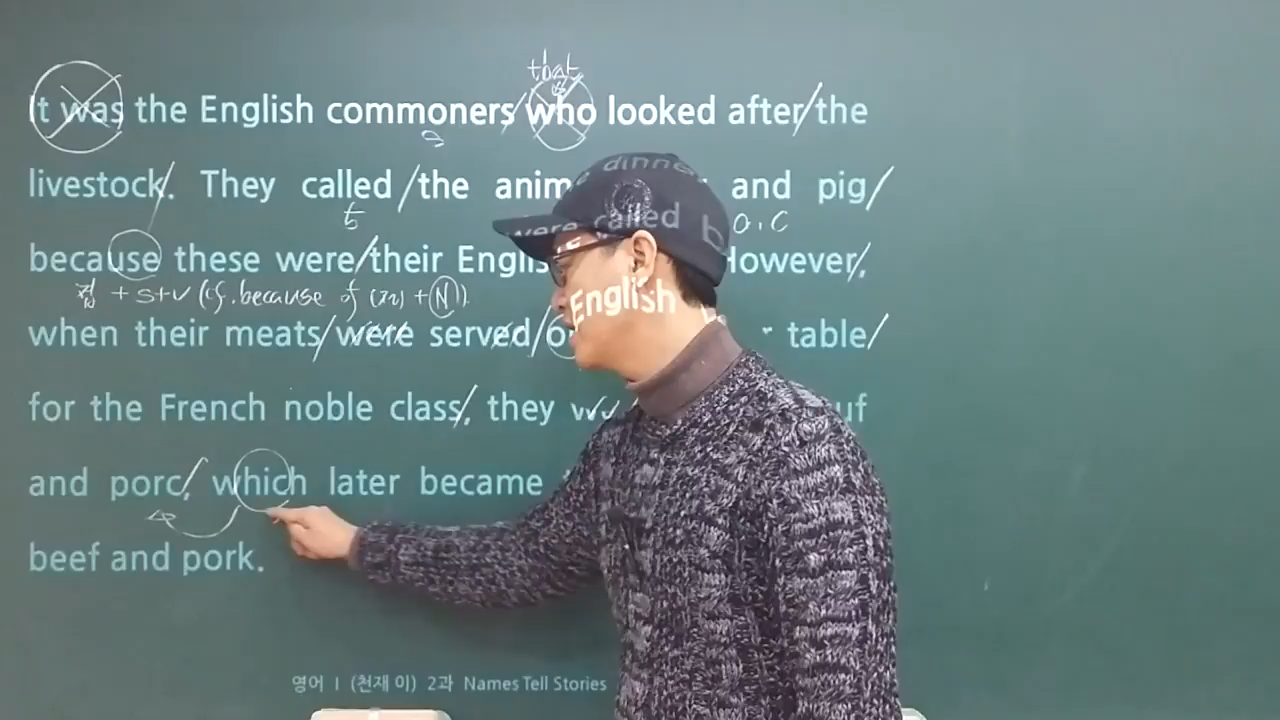 that
It was the English commoners who looked after the
S
livestock. They called the anim and pig
5 O.C
because these were their Englis However,
접 + S+V (cf. because of (전) + N)
when their meats were served o r table
for the French noble class, they w uf
and porc, which later became
beef and pork.
dinne
were called b
English
영어 I (천재 이) 2과 Names Tell Stories